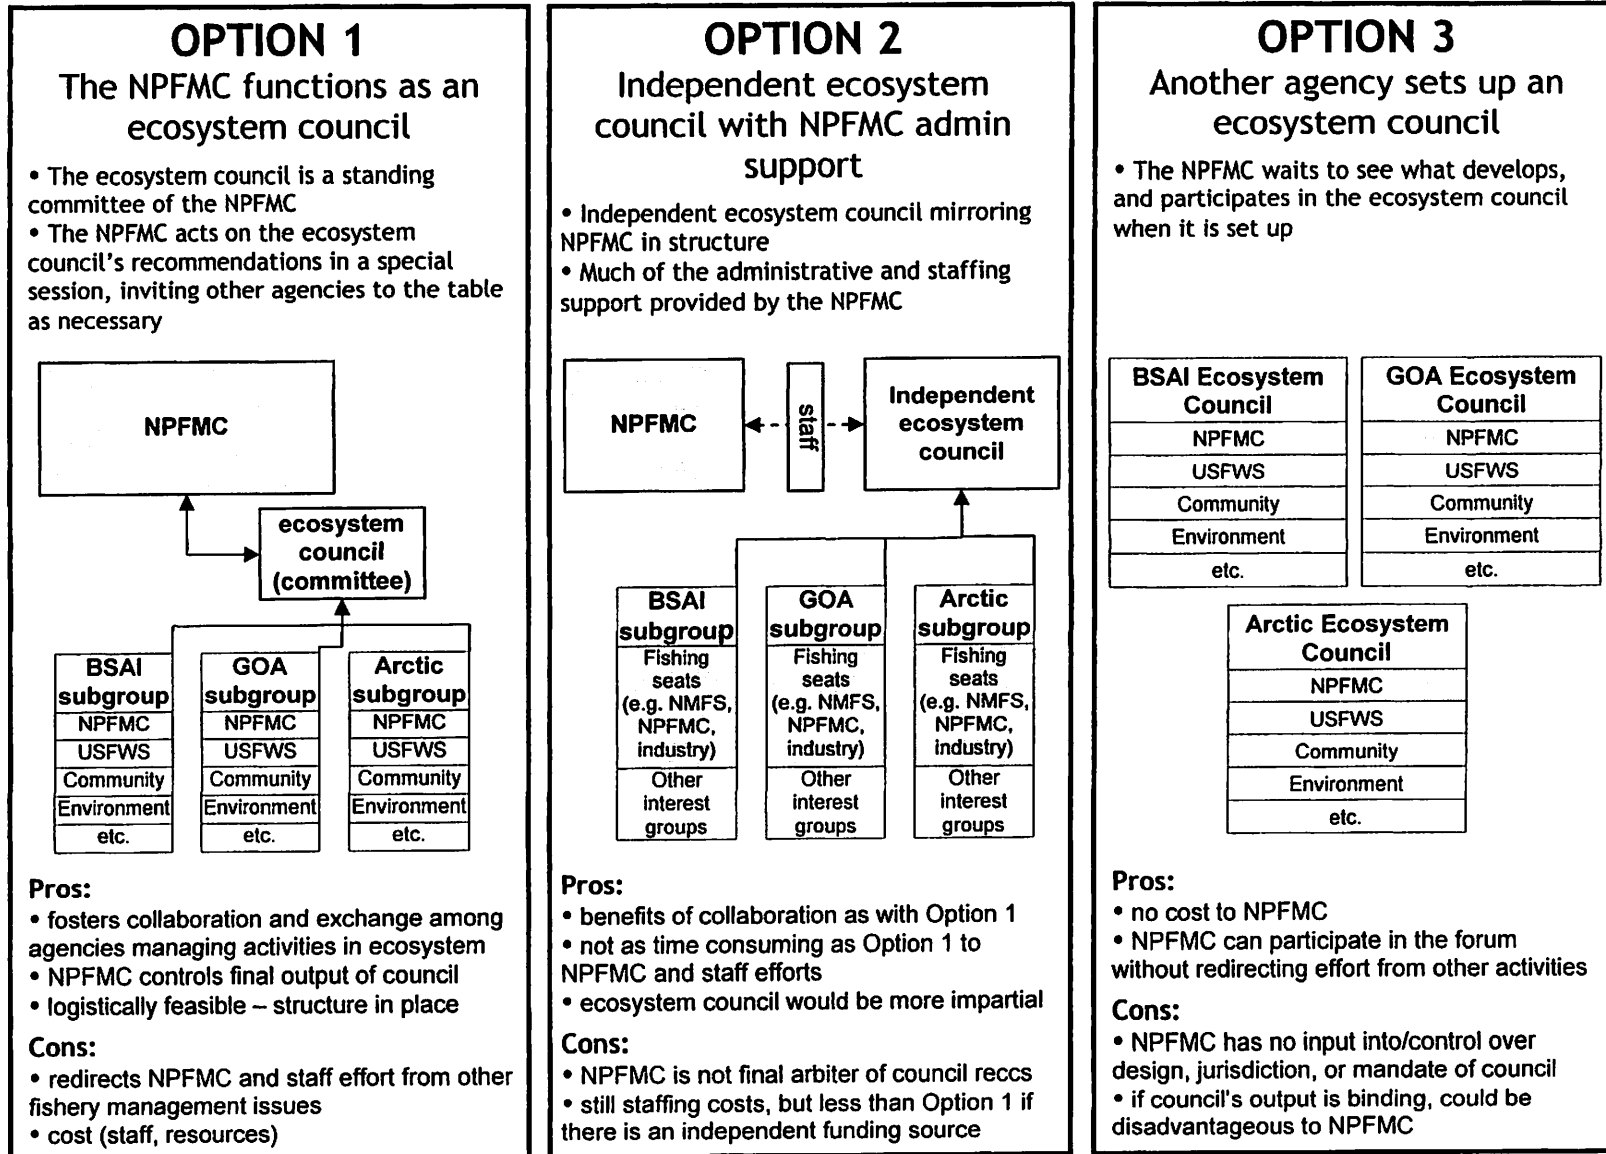 OPTION 1
The NPFMC functions as an
ecosystem council
• The ecosystem council is a standing
committee of the NPFMC
• The NPFMC acts on the ecosystem
council's recommendations in a special
session, inviting other agencies to the table
as necessary
NPFMC
ecosystem
council
(committee)
BSAI
subgroup
NPFMC
USFWS
Community
Environment
etc.
GOA
subgroup
NPFMC
USFWS
Community
Environment
etc.
Arctic
subgroup
NPFMC
USFWS
Community
Environment
etc.
Pros:
• fosters collaboration and exchange among
agencies managing activities in ecosystem
• NPFMC controls final output of council
• logistically feasible – structure in place
Cons:
• redirects NPFMC and staff effort from other
fishery management issues
• cost (staff, resources)
OPTION 2
Independent ecosystem
council with NPFMC admin
support
• Independent ecosystem council mirroring
NPFMC in structure
• Much of the administrative and staffing
support provided by the NPFMC
NPFMC
staff
Independent
ecosystem
council
BSAI
subgroup
Fishing
seats
(e.g. NMFS,
NPFMC,
industry)
Other
interest
groups
GOA
subgroup
Fishing
seats
(e.g. NMFS,
NPFMC,
industry)
Other
interest
groups
Arctic
subgroup
Fishing
seats
(e.g. NMFS,
NPFMC,
industry)
Other
interest
groups
Pros:
• benefits of collaboration as with Option 1
• not as time consuming as Option 1 to
NPFMC and staff efforts
• ecosystem council would be more impartial
Cons:
• NPFMC is not final arbiter of council reccs
• still staffing costs, but less than Option 1 if
there is an independent funding source
OPTION 3
Another agency sets up an
ecosystem council
• The NPFMC waits to see what develops,
and participates in the ecosystem council
when it is set up
BSAI Ecosystem
Council
NPFMC
USFWS
Community
Environment
etc.
GOA Ecosystem
Council
NPFMC
USFWS
Community
Environment
etc.
Arctic Ecosystem
Council
NPFMC
USFWS
Community
Environment
etc.
Pros:
• no cost to NPFMC
• NPFMC can participate in the forum
without redirecting effort from other activities
Cons:
• NPFMC has no input into/control over
design, jurisdiction, or mandate of council
• if council's output is binding, could be
disadvantageous to NPFMC